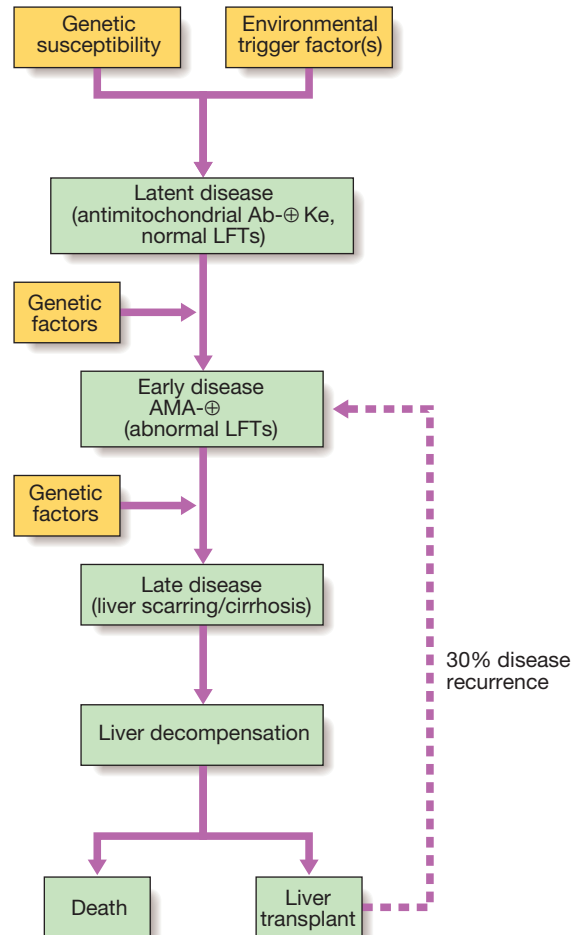 Genetic
susceptibility
Environmental
trigger factor(s)
Latent disease
(antimitochondrial Ab-⊕ Ke,
normal LFTs)
Genetic
factors
Early disease
AMA-⊕
(abnormal LFTs)
Genetic
factors
Late disease
(liver scarring/cirrhosis)
30% disease
recurrence
Liver decompensation
Death
Liver
transplant